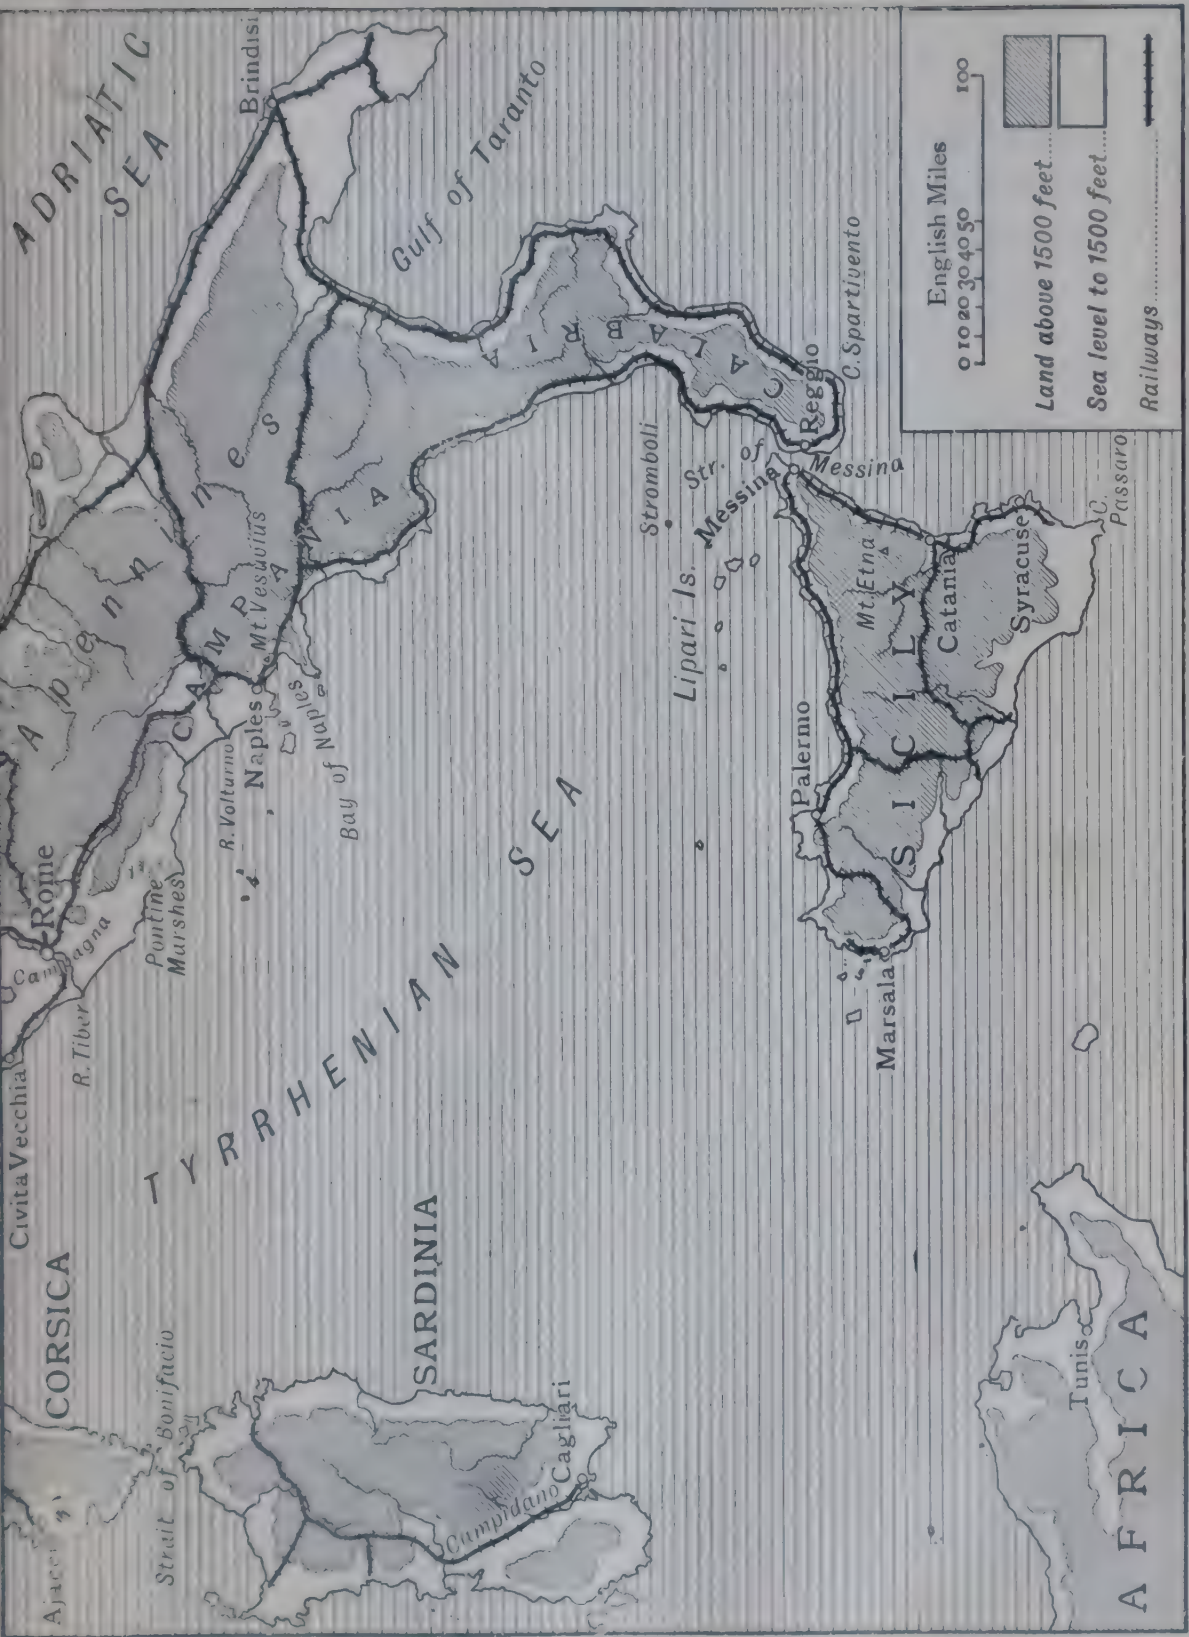 ADRIATIC
SEA
Brindisi
Gulf of Taranto
Apennines
CAMPANIA
CALABRIA
Rome
Campagna
Civita Vecchia
R. Tiber
Pontine
Marshes
R. Volturno
Naples
Mt. Vesuvius
Bay of Naples
CORSICA
Strait of Bonifacio
SARDINIA
Campidano
Cagliari
TYRRHENIAN
SEA
Stromboli
Lipari Is.
Str. of
Messina
Messina
Reggio
C. Spartivento
Palermo
Mt. Etna
SICILY
Catania
Syracuse
C.
Passaro
Marsala
Tunis
AFRICA
English Miles
0 10 20 30 40 50 100
Land above 1500 feet
Sea level to 1500 feet
Railways